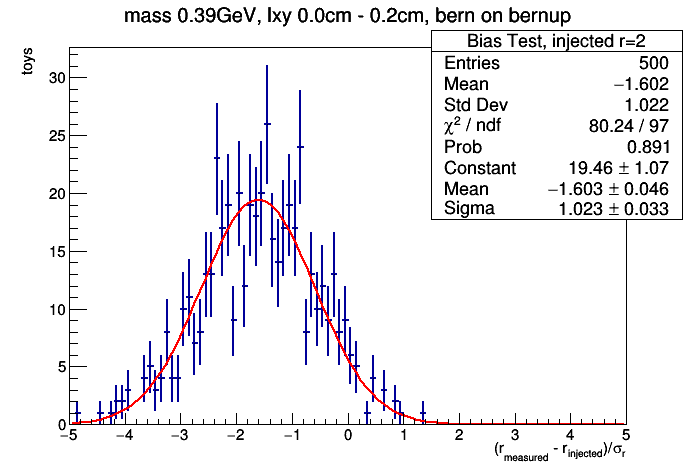 mass 0.39GeV, lxy 0.0cm - 0.2cm, bern on bernup
Bias Test, injected r=2
Entries 500
Mean −1.602
Std Dev 1.022
χ² / ndf 80.24 / 97
Prob 0.891
Constant 19.46 ± 1.07
Mean −1.603 ± 0.046
Sigma 1.023 ± 0.033
toys
30
25
20
15
10
5
0
−5 −4 −3 −2 −1 0 1 2 3 4 5
(r_measured - r_injected)/σ_r